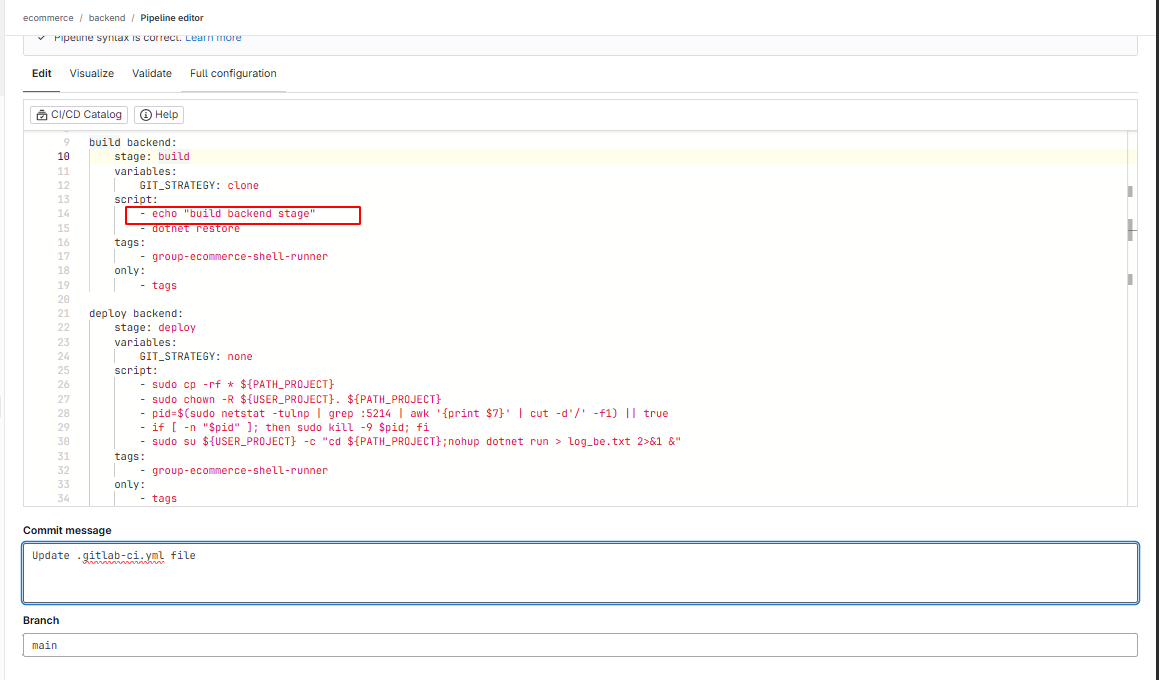 ecommerce / backend / Pipeline editor
Pipeline syntax is correct. Learn more
Edit Visualize Validate Full configuration
CI/CD Catalog Help
9 build backend:
10 stage: build
11 variables:
12 GIT_STRATEGY: clone
13 script:
14 - echo "build backend stage"
15 - dotnet restore
16 tags:
17 - group-ecommerce-shell-runner
18 only:
19 - tags
20
21 deploy backend:
22 stage: deploy
23 variables:
24 GIT_STRATEGY: none
25 script:
26 - sudo cp -rf * ${PATH_PROJECT}
27 - sudo chown -R ${USER_PROJECT}. ${PATH_PROJECT}
28 - pid=$(sudo netstat -tulnp | grep :5214 | awk '{print $7}' | cut -d'/' -f1) || true
29 - if [ -n "$pid" ]; then sudo kill -9 $pid; fi
30 - sudo su ${USER_PROJECT} -c "cd ${PATH_PROJECT};nohup dotnet run > log_be.txt 2>&1 &"
31 tags:
32 - group-ecommerce-shell-runner
33 only:
34 - tags
Commit message
Update .gitlab-ci.yml file
Branch
main